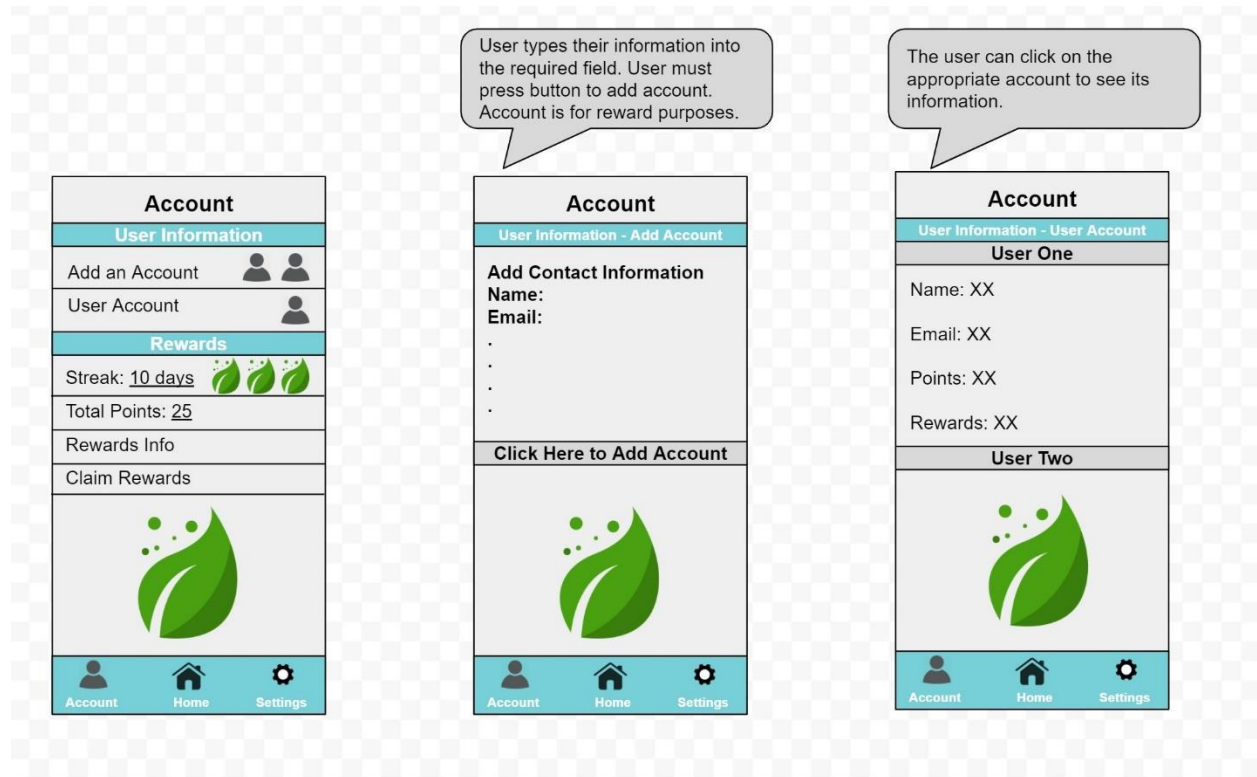 User types their information into
the required field. User must
press button to add account.
Account is for reward purposes.
The user can click on the
appropriate account to see its
information.
Account
User Information
Add an Account
User Account
Rewards
Streak: 10 days
Total Points: 25
Rewards Info
Claim Rewards
Account
Home
Settings
Account
User Information - Add Account
Add Contact Information
Name:
Email:
.
.
.
.
Click Here to Add Account
Account
Home
Settings
Account
User Information - User Account
User One
Name: XX
Email: XX
Points: XX
Rewards: XX
User Two
Account
Home
Settings